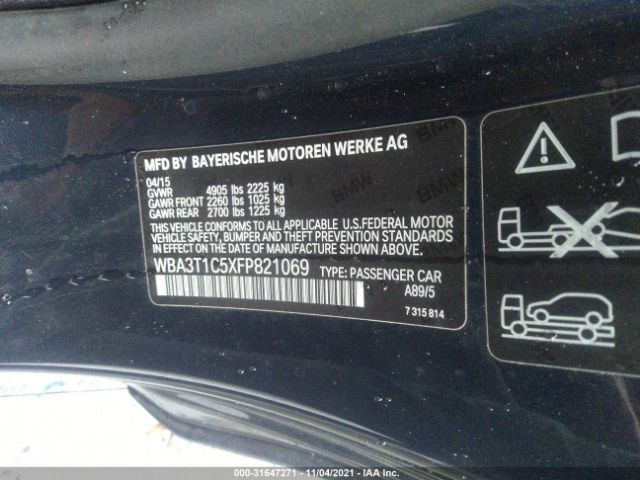 MFD BY BAYERISCHE MOTOREN WERKE AG
04/15
GVWR 4905 lbs 2225 kg
GAWR FRONT 2260 lbs 1025 kg
GAWR REAR 2700 lbs 1225 kg
THIS VEHICLE CONFORMS TO ALL APPLICABLE U.S.FEDERAL MOTOR
VEHICLE SAFETY, BUMPER, AND THEFT PREVENTION STANDARDS
IN EFFECT ON THE DATE OF MANUFACTURE SHOWN ABOVE.
WBA3T1C5XFP821069 TYPE: PASSENGER CAR
A89/5
7 315 814
BMW
BMW
000-31647271 - 11/04/2021 - IAA Inc.